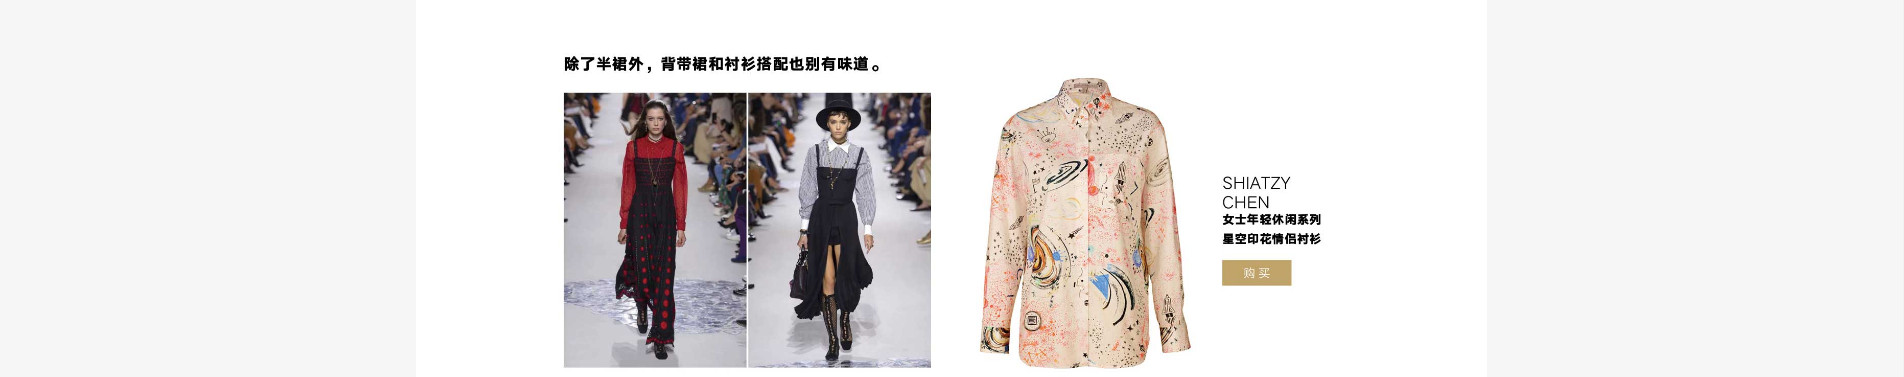 除了半裙外，背带裙和衬衫搭配也别有味道。
SHIATZY
CHEN
女士年轻休闲系列
星空印花情侣衬衫
购买